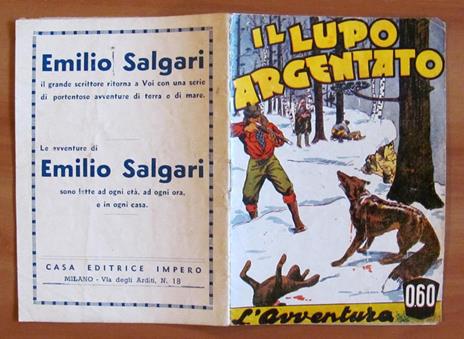 Emilio Salgari
il grande scrittore ritorna a Voi con una serie
di portentose avventure di terra e di mare.
Le avventure di
Emilio Salgari
sono lette ad ogni età, ad ogni ora,
e in ogni casa.
CASA EDITRICE IMPERO
MILANO - Via degli Arditi, N. 18
IL LUPO
ARGENTATO
L'Avventura
0.60